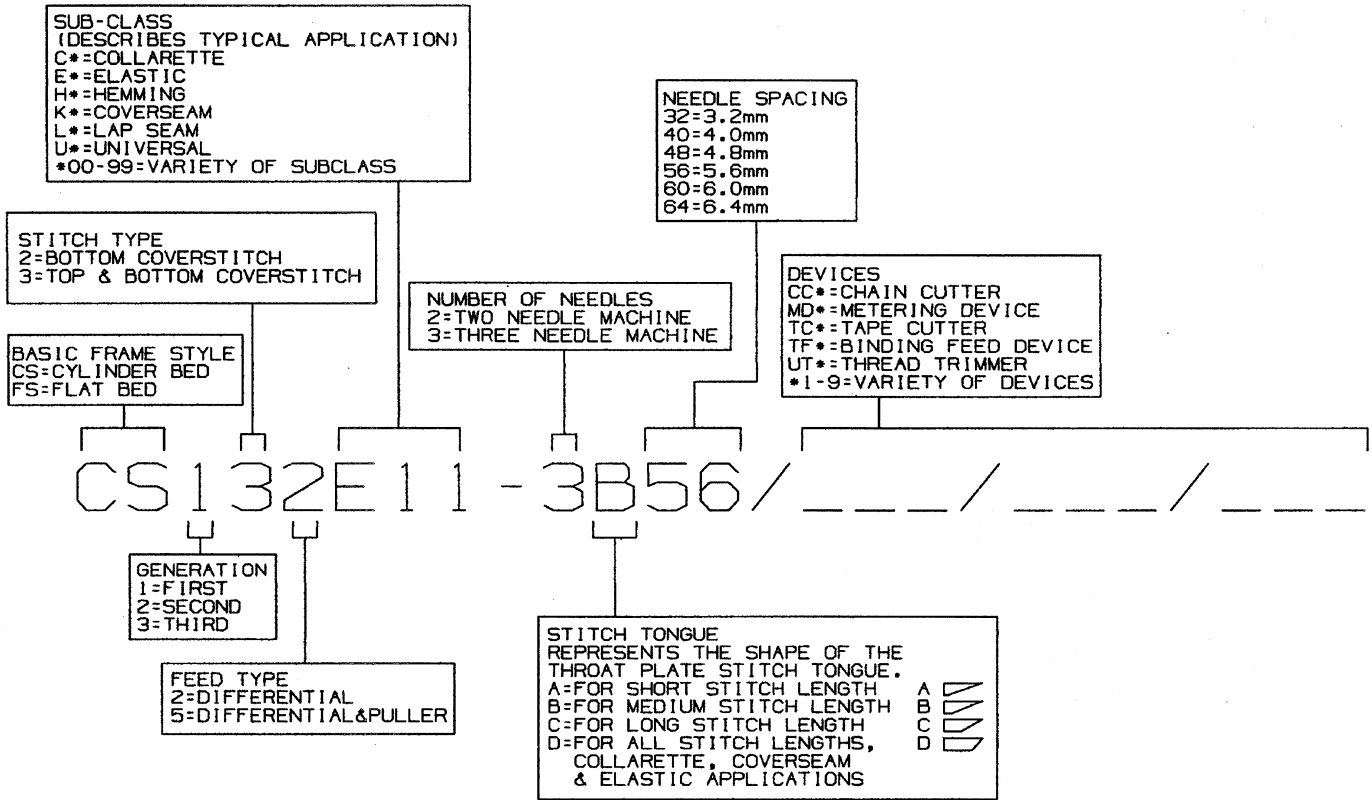 SUB-CLASS
(DESCRIBES TYPICAL APPLICATION)
C*=COLLARETTE
E*=ELASTIC
H*=HEMMING
K*=COVERSEAM
L*=LAP SEAM
U*=UNIVERSAL
*00-99=VARIETY OF SUBCLASS
NEEDLE SPACING
32=3.2mm
40=4.0mm
48=4.8mm
56=5.6mm
60=6.0mm
64=6.4mm
STITCH TYPE
2=BOTTOM COVERSTITCH
3=TOP & BOTTOM COVERSTITCH
NUMBER OF NEEDLES
2=TWO NEEDLE MACHINE
3=THREE NEEDLE MACHINE
DEVICES
CC*=CHAIN CUTTER
MD*=METERING DEVICE
TC*=TAPE CUTTER
TF*=BINDING FEED DEVICE
UT*=THREAD TRIMMER
*1-9=VARIETY OF DEVICES
BASIC FRAME STYLE
CS=CYLINDER BED
FS=FLAT BED
CS132E11-3B56/___/___/___
GENERATION
1=FIRST
2=SECOND
3=THIRD
FEED TYPE
2=DIFFERENTIAL
5=DIFFERENTIAL&PULLER
STITCH TONGUE
REPRESENTS THE SHAPE OF THE
THROAT PLATE STITCH TONGUE.
A=FOR SHORT STITCH LENGTH A
B=FOR MEDIUM STITCH LENGTH B
C=FOR LONG STITCH LENGTH C
D=FOR ALL STITCH LENGTHS, D
COLLARETTE, COVERSEAM
& ELASTIC APPLICATIONS